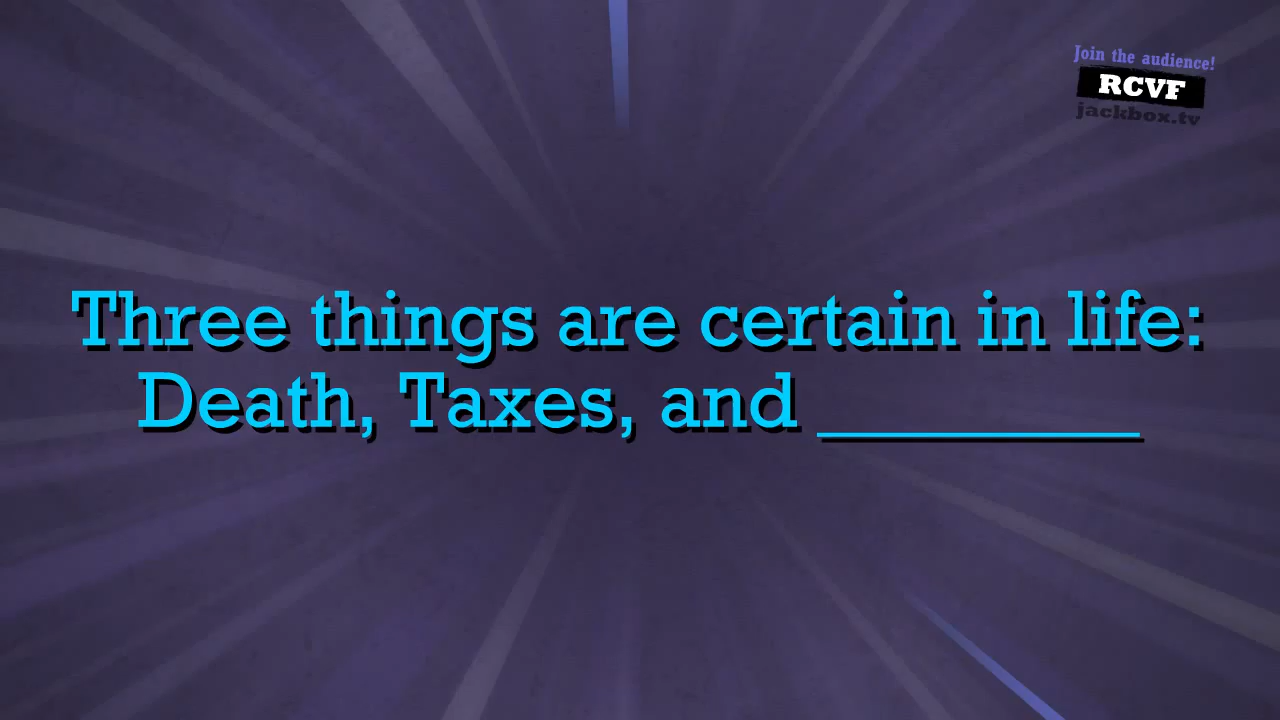 Join the audience!
RCVF
jackbox.tv
Three things are certain in life:
Death, Taxes, and ________